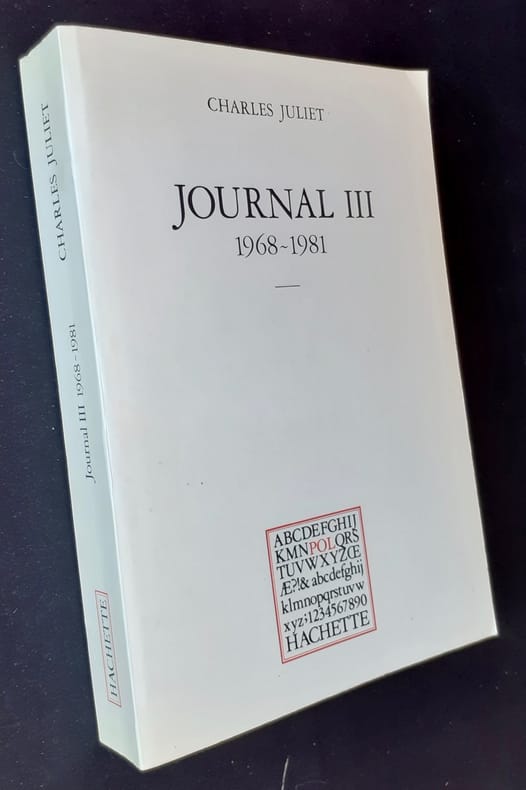 CHARLES JULIET
JOURNAL III
1968~1981
ABCDEFGHIJ
KMNPOLQRS
TUVWXYZŒ
Æ?!& abcdefghij
klmnopqrstuvw
xyz;1234567890
HACHETTE
CHARLES JULIET
Journal III 1968~1981
HACHETTE